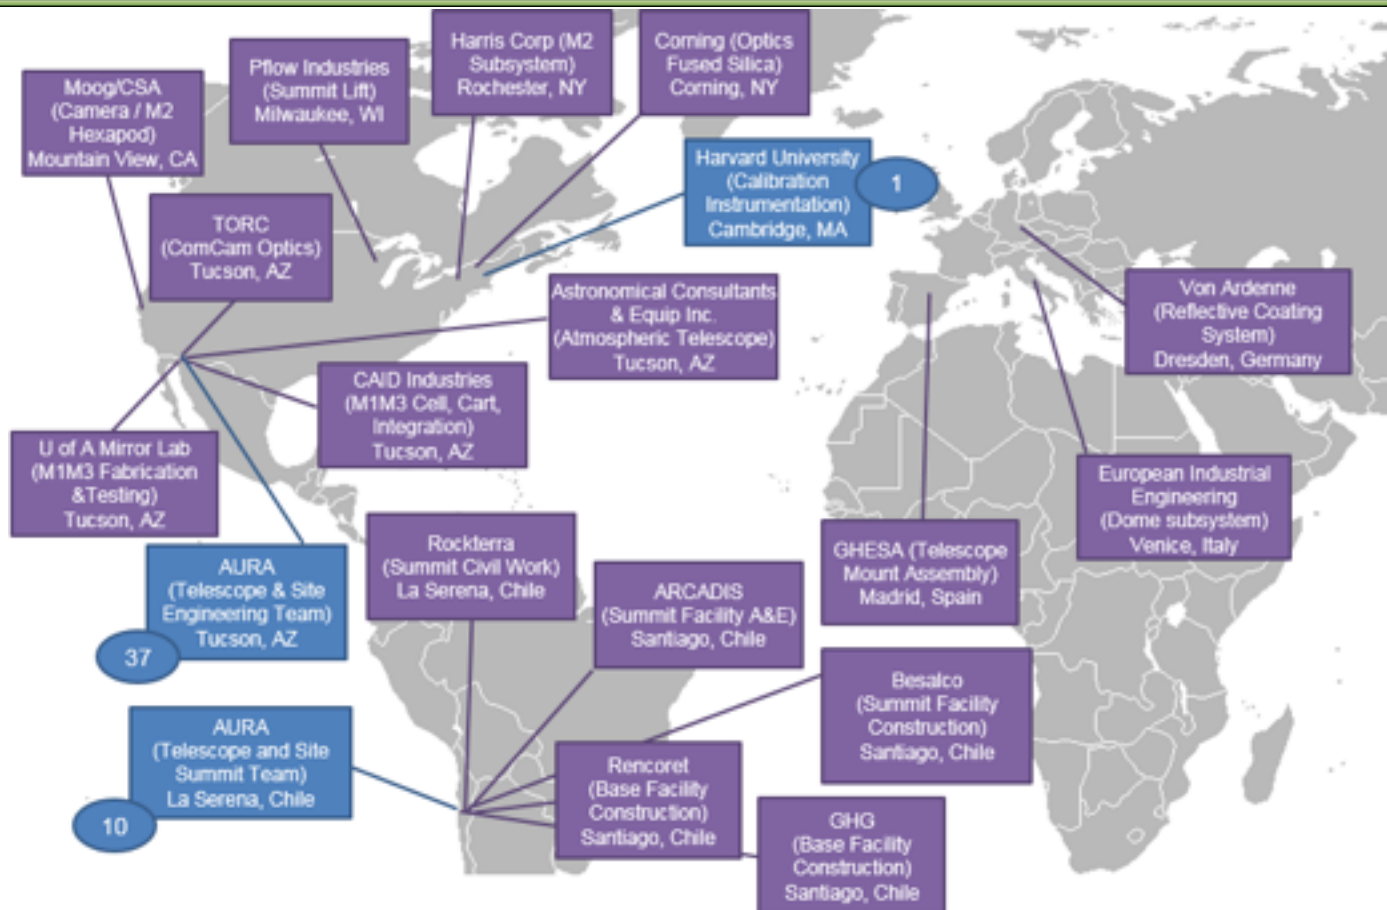 Moog/CSA
(Camera / M2
Hexapod)
Mountain View, CA
Pflow Industries
(Summit Lift)
Milwaukee, WI
Harris Corp (M2
Subsystem)
Rochester, NY
Corning (Optics
Fused Silica)
Corning, NY
Harvard University
(Calibration
Instrumentation)
Cambridge, MA
1
TORC
(ComCam Optics)
Tucson, AZ
Astronomical Consultants
& Equip Inc.
(Atmospheric Telescope)
Tucson, AZ
Von Ardenne
(Reflective Coating
System)
Dresden, Germany
CAID Industries
(M1M3 Cell, Cart,
Integration)
Tucson, AZ
U of A Mirror Lab
(M1M3 Fabrication
&Testing)
Tucson, AZ
European Industrial
Engineering
(Dome subsystem)
Venice, Italy
GHESA (Telescope
Mount Assembly)
Madrid, Spain
Rockterra
(Summit Civil Work)
La Serena, Chile
AURA
(Telescope & Site
Engineering Team)
Tucson, AZ
37
ARCADIS
(Summit Facility A&E)
Santiago, Chile
Besalco
(Summit Facility
Construction)
Santiago, Chile
AURA
(Telescope and Site
Summit Team)
La Serena, Chile
10
Rencoret
(Base Facility
Construction)
Santiago, Chile
GHG
(Base Facility
Construction)
Santiago, Chile